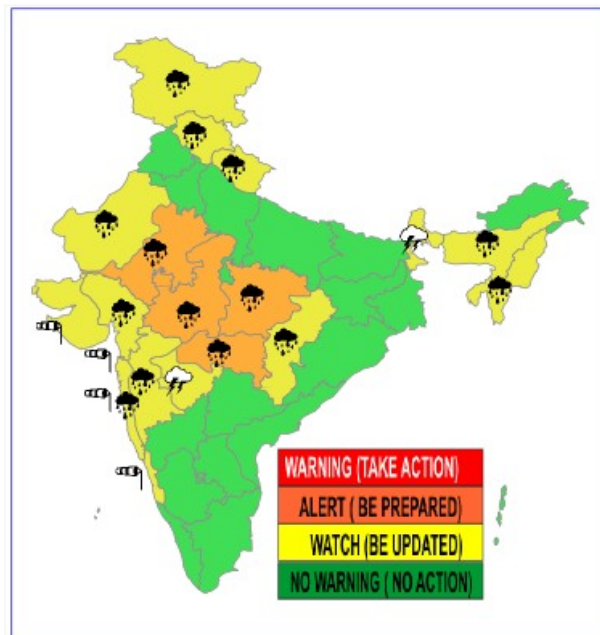 WARNING (TAKE ACTION)
ALERT ( BE PREPARED)
WATCH (BE UPDATED)
NO WARNING ( NO ACTION)